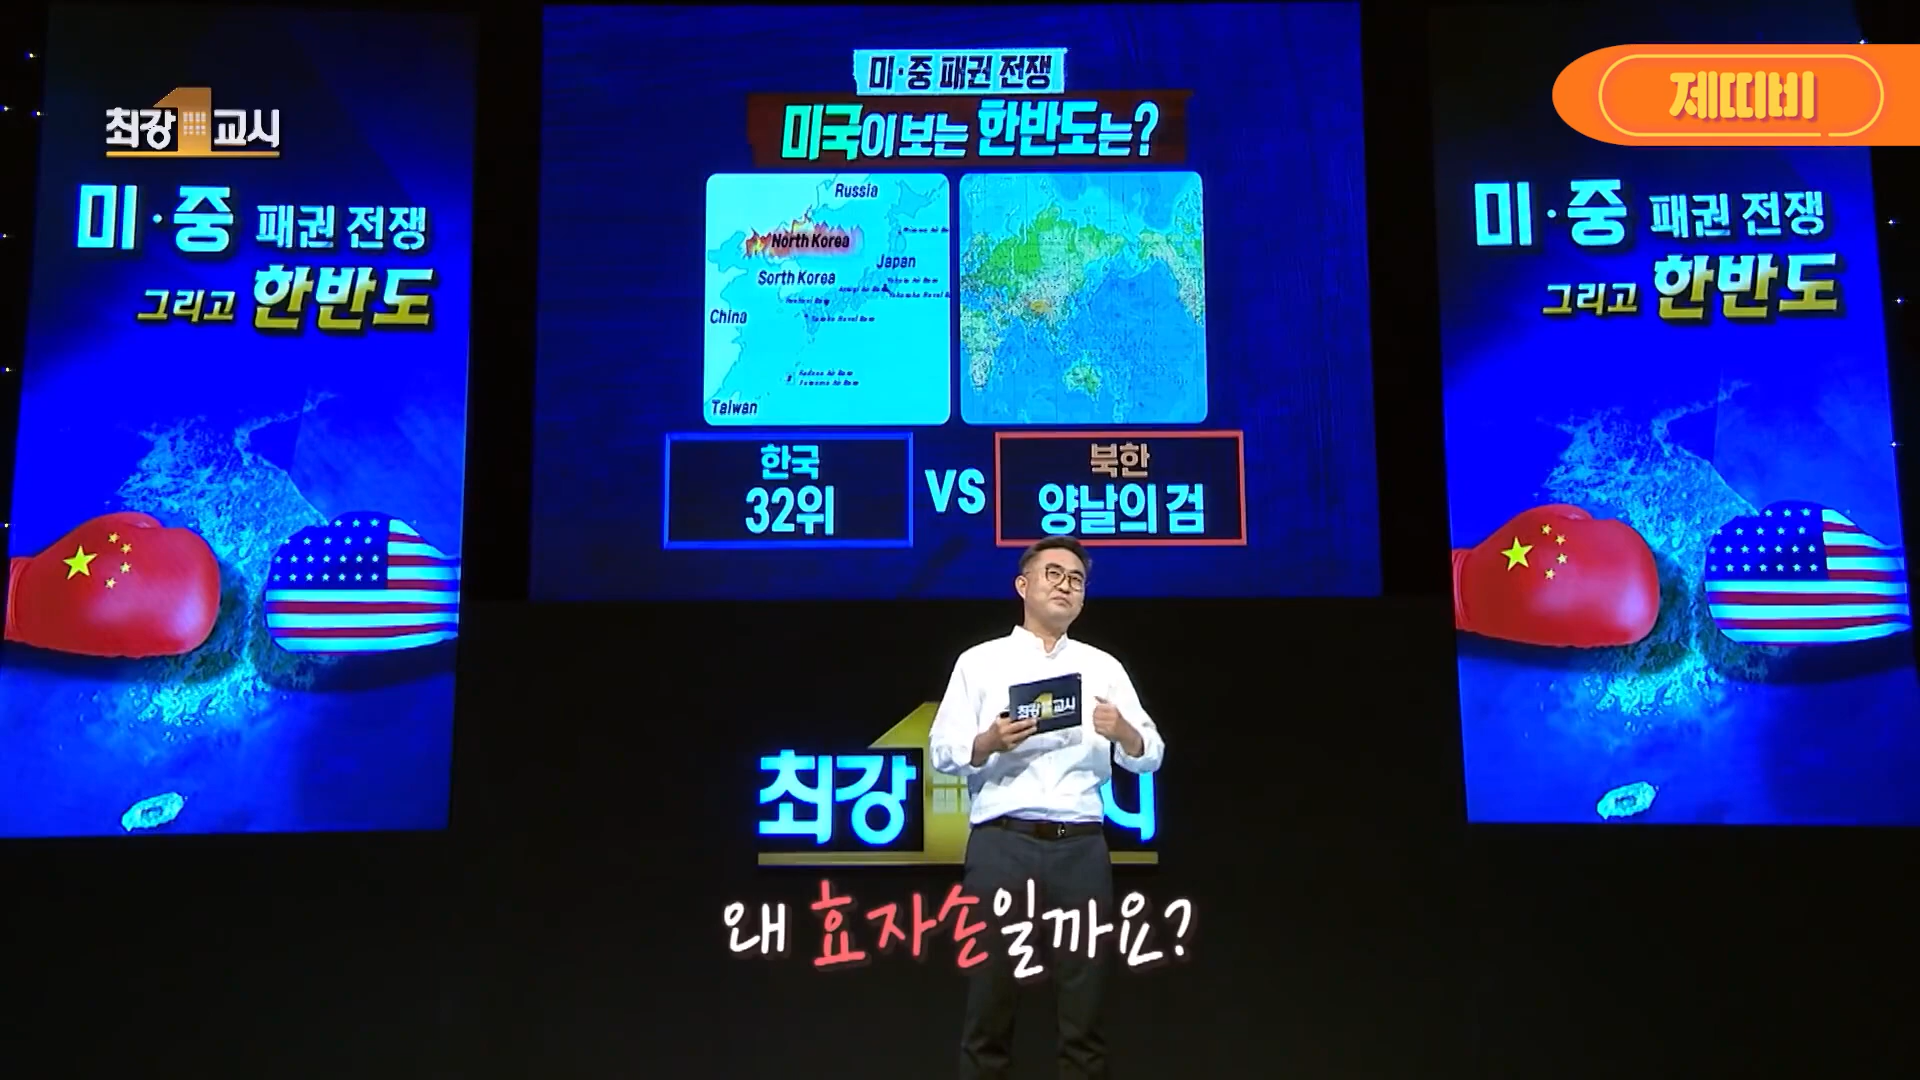 최강1교시
미·중 패권 전쟁
그리고 한반도
미·중 패권 전쟁
미국이 보는 한반도는?
Russia
North Korea
Japan
Sorth Korea
China
Taiwan
한국
32위
VS
북한
양날의 검
제띠비
미·중 패권 전쟁
그리고 한반도
최강1교시
최강 시
왜 효자손일까요?